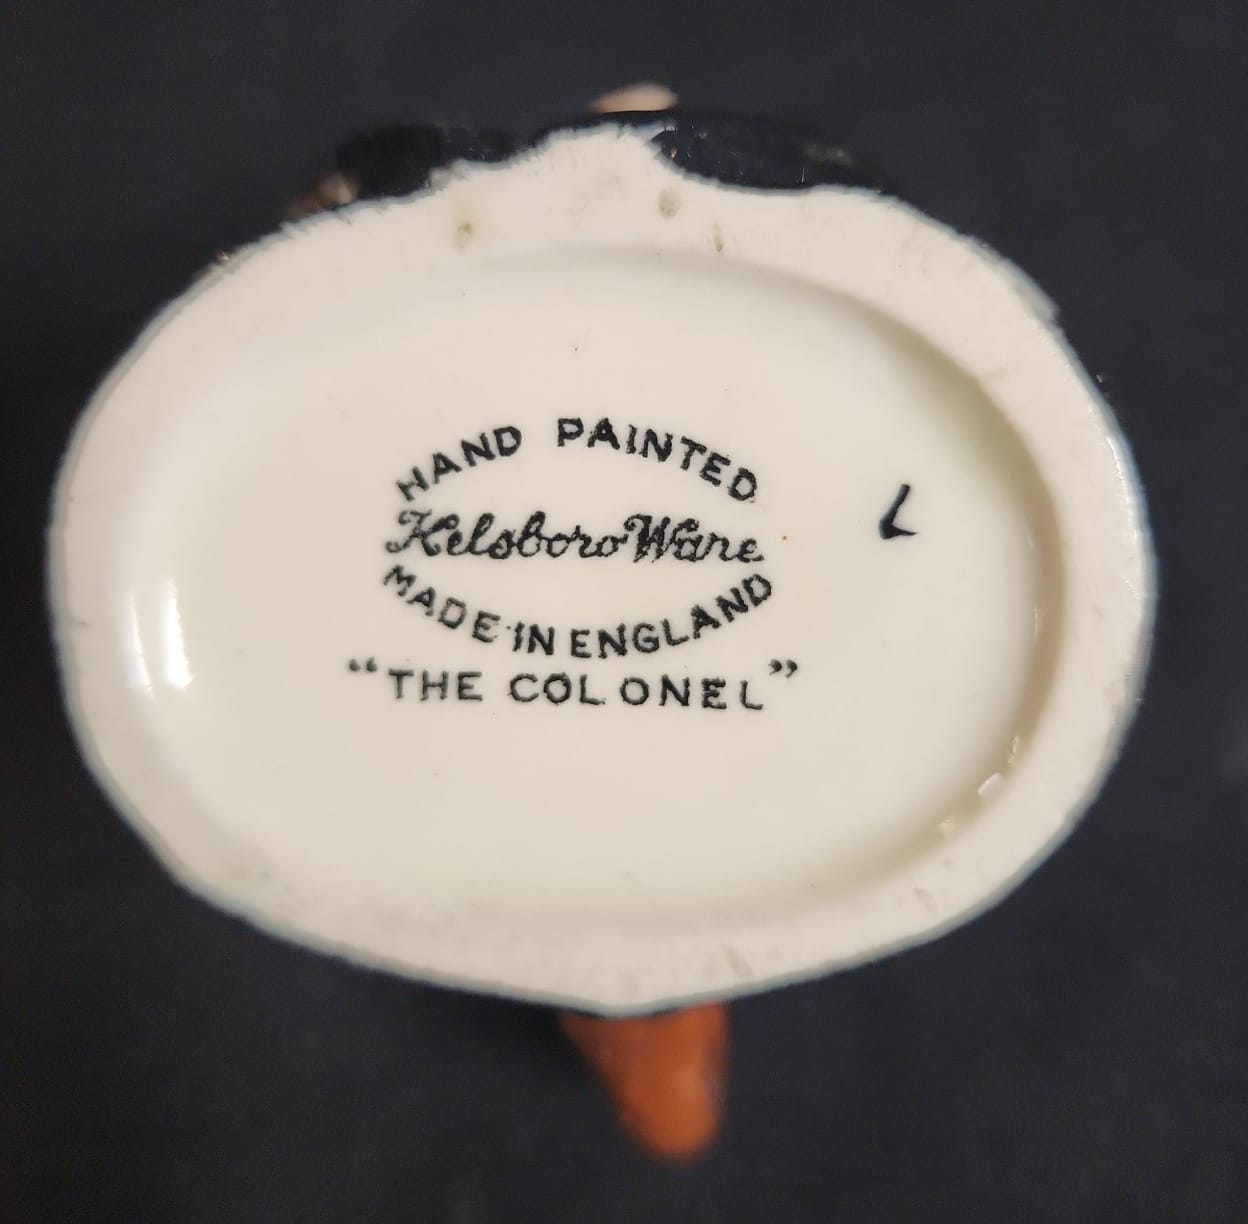 HAND PAINTED
Kelsboro Ware
MADE IN ENGLAND
“THE COLONEL”
L